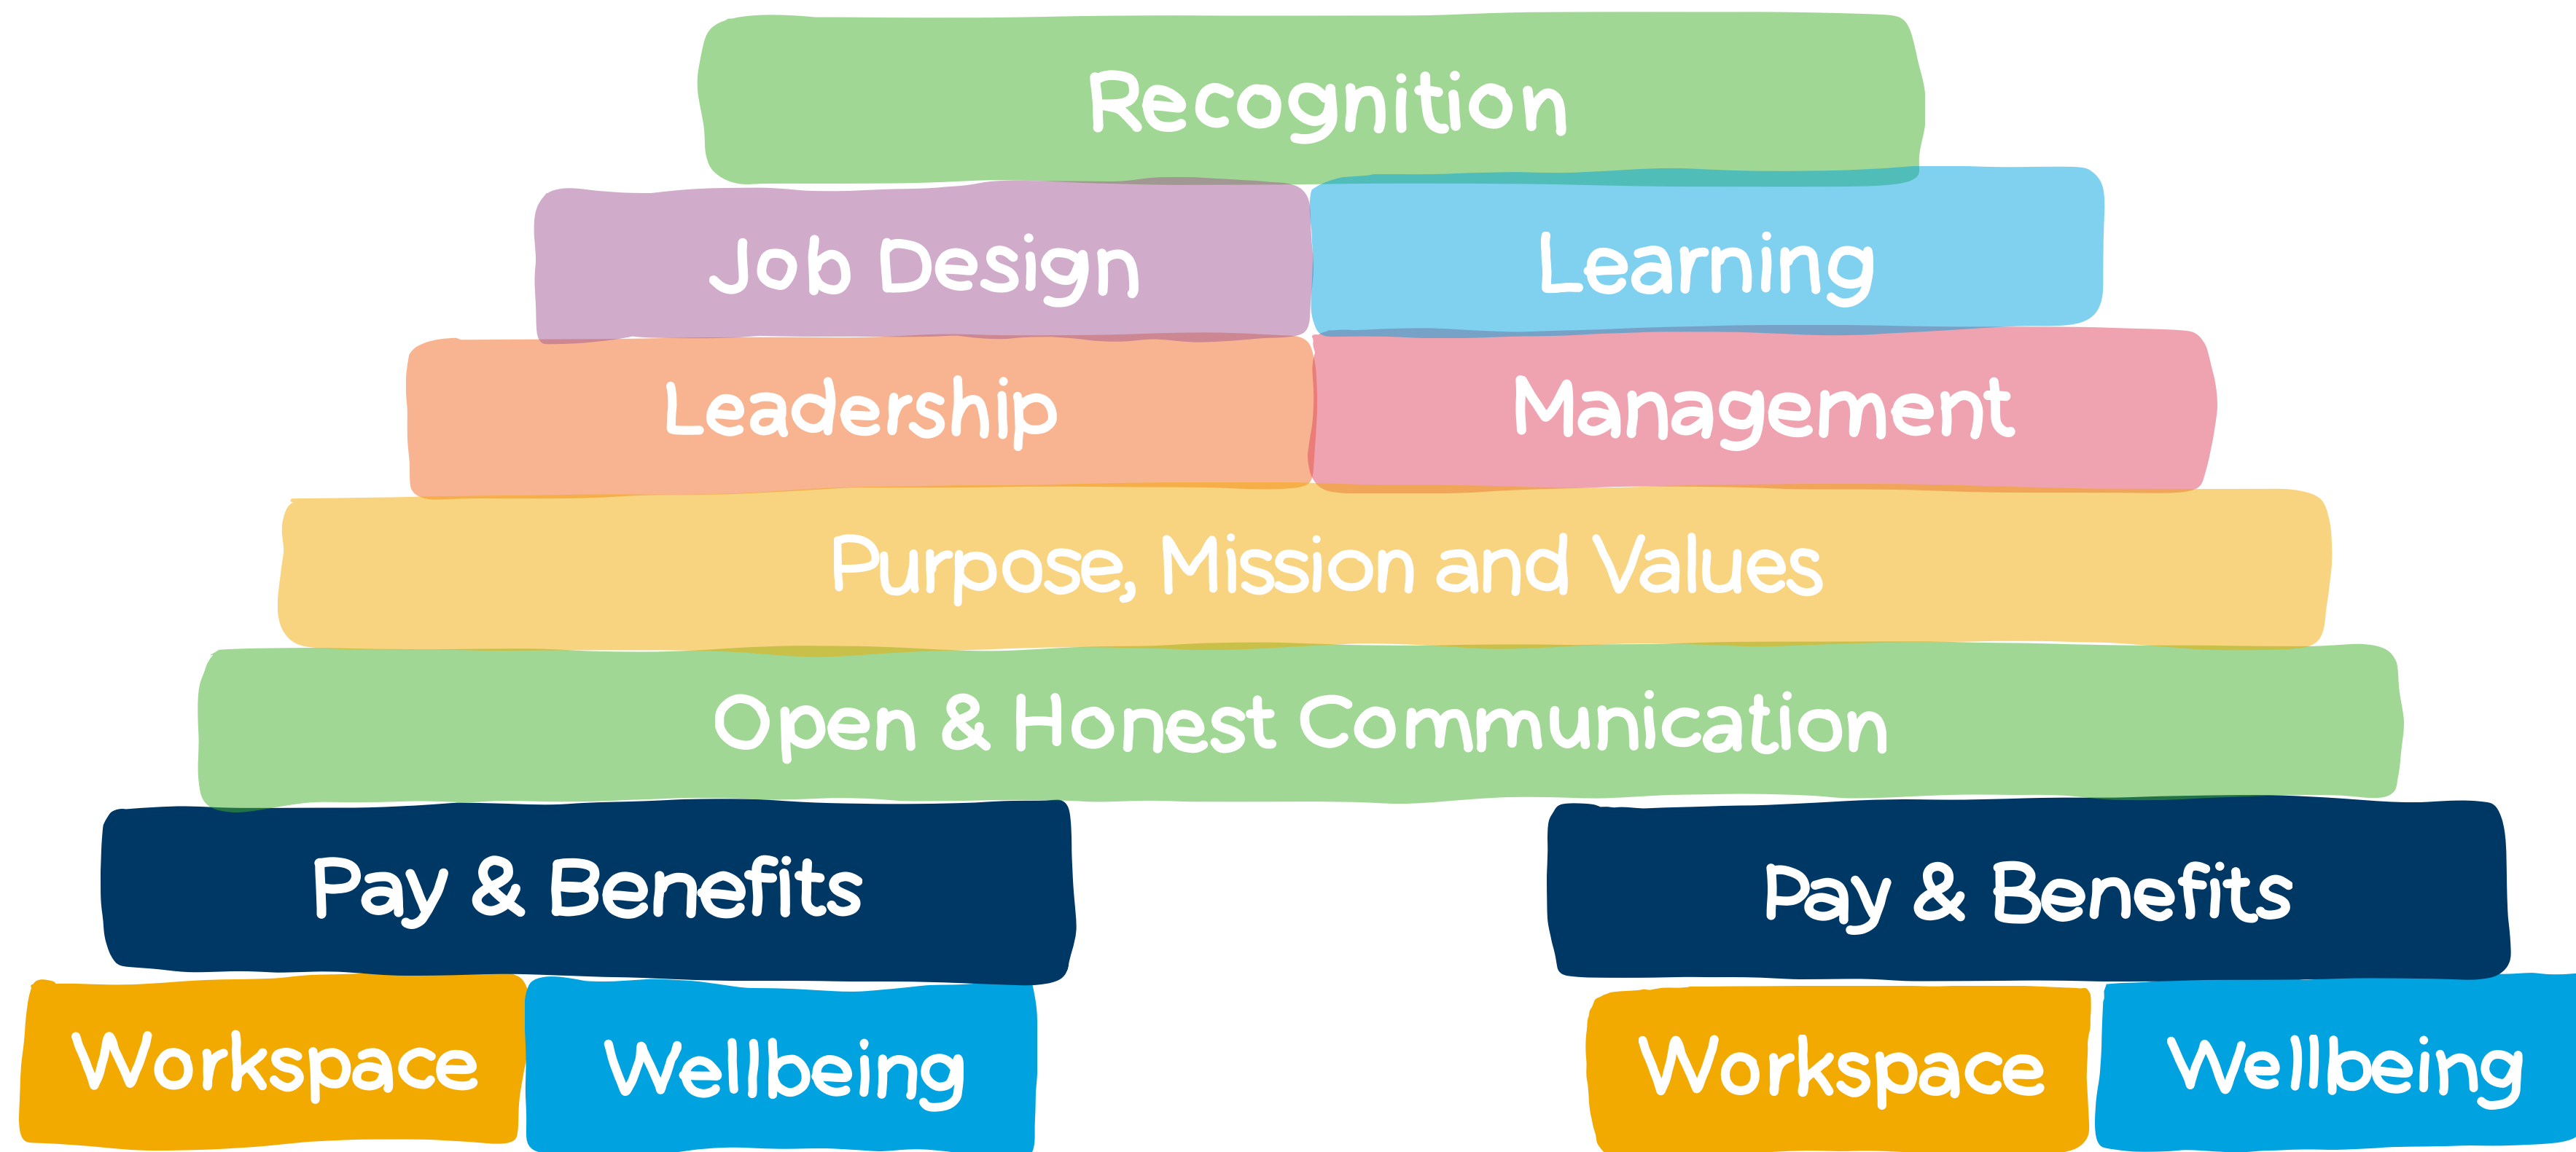 Recognition
Job Design Learning
Leadership Management
Purpose, Mission and Values
Open & Honest Communication
Pay & Benefits Pay & Benefits
Workspace Wellbeing Workspace Wellbeing